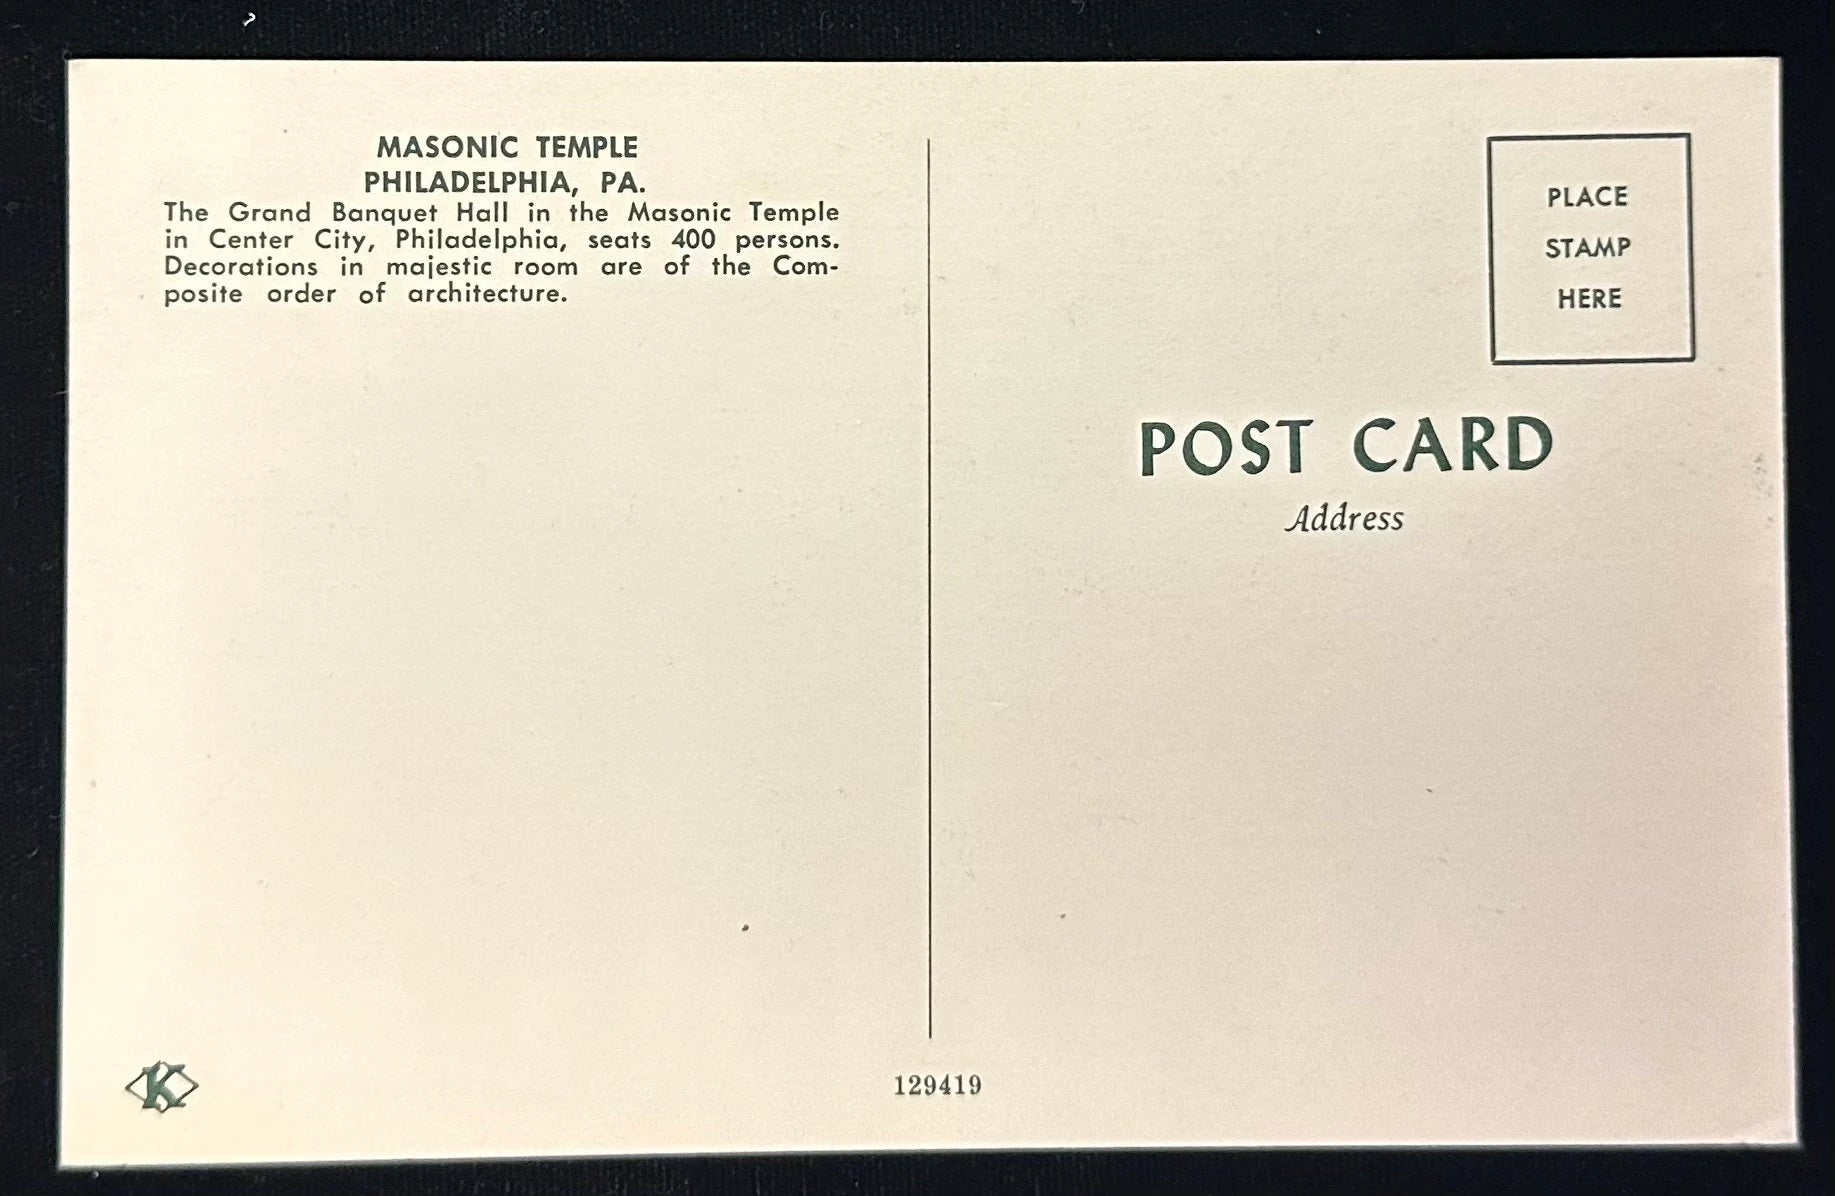 MASONIC TEMPLE
PHILADELPHIA, PA.
The Grand Banquet Hall in the Masonic Temple
in Center City, Philadelphia, seats 400 persons.
Decorations in majestic room are of the Com-
posite order of architecture.
PLACE
STAMP
HERE
POST CARD
Address
K
129419